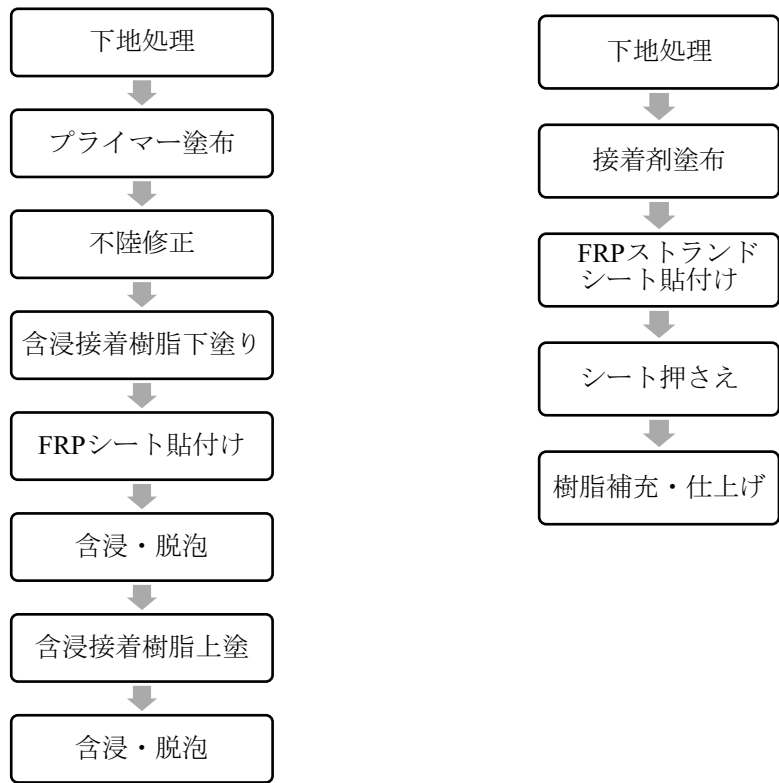 下地処理
プライマー塗布
不陸修正
含浸接着樹脂下塗り
FRPシート貼付け
含浸・脱泡
含浸接着樹脂上塗
含浸・脱泡
下地処理
接着剤塗布
FRPストランド
シート貼付け
シート押さえ
樹脂補充・仕上げ